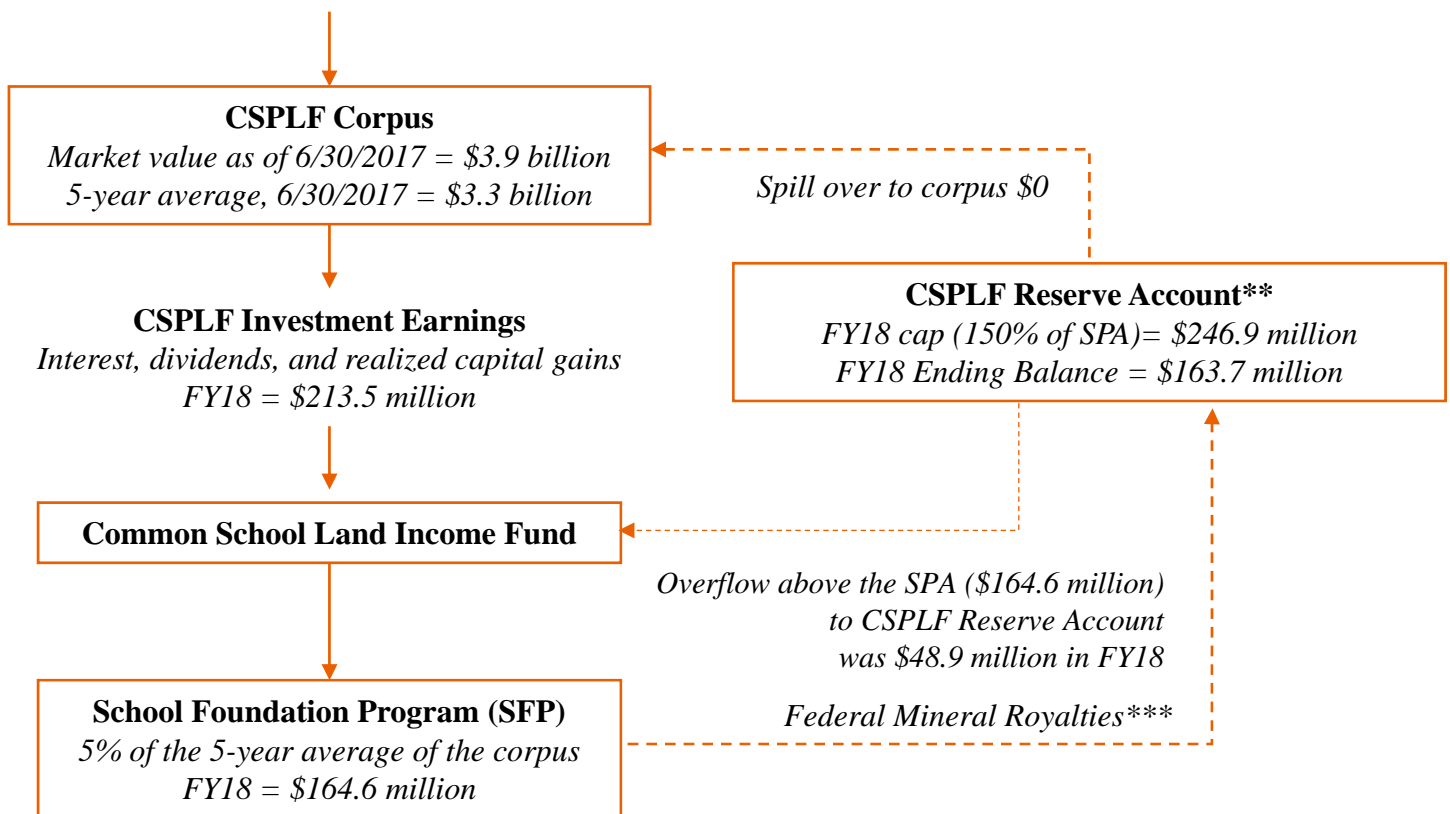 CSPLF Corpus
Market value as of 6/30/2017 = $3.9 billion
5-year average, 6/30/2017 = $3.3 billion
Spill over to corpus $0
CSPLF Reserve Account**
FY18 cap (150% of SPA)= $246.9 million
FY18 Ending Balance = $163.7 million
CSPLF Investment Earnings
Interest, dividends, and realized capital gains
FY18 = $213.5 million
Common School Land Income Fund
Overflow above the SPA ($164.6 million)
to CSPLF Reserve Account
was $48.9 million in FY18
School Foundation Program (SFP)
5% of the 5-year average of the corpus
FY18 = $164.6 million
Federal Mineral Royalties***